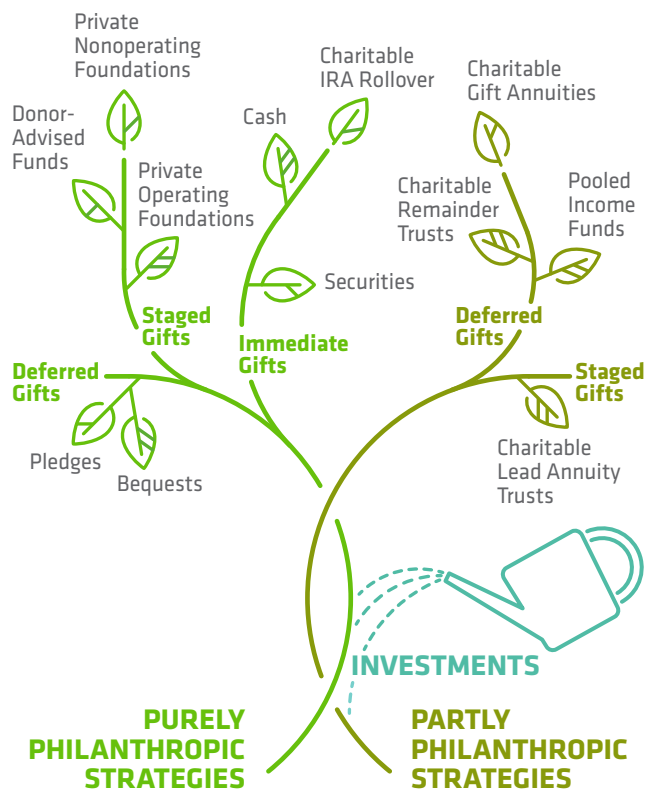 Private
Nonoperating
Foundations
Donor-
Advised
Funds
Private
Operating
Foundations
Staged
Gifts
Cash
Charitable
IRA Rollover
Securities
Immediate
Gifts
Deferred
Gifts
Pledges
Bequests
Charitable
Gift Annuities
Charitable
Remainder
Trusts
Pooled
Income
Funds
Deferred
Gifts
Staged
Gifts
Charitable
Lead Annuity
Trusts
INVESTMENTS
PURELY
PHILANTHROPIC
STRATEGIES
PARTLY
PHILANTHROPIC
STRATEGIES